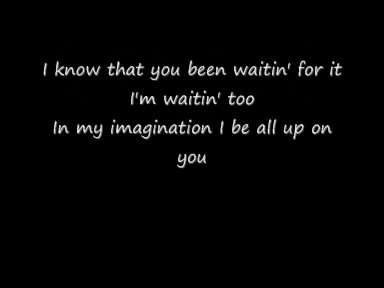 I know that you been waitin' for it
I'm waitin' too
In my imagination I be all up on
you